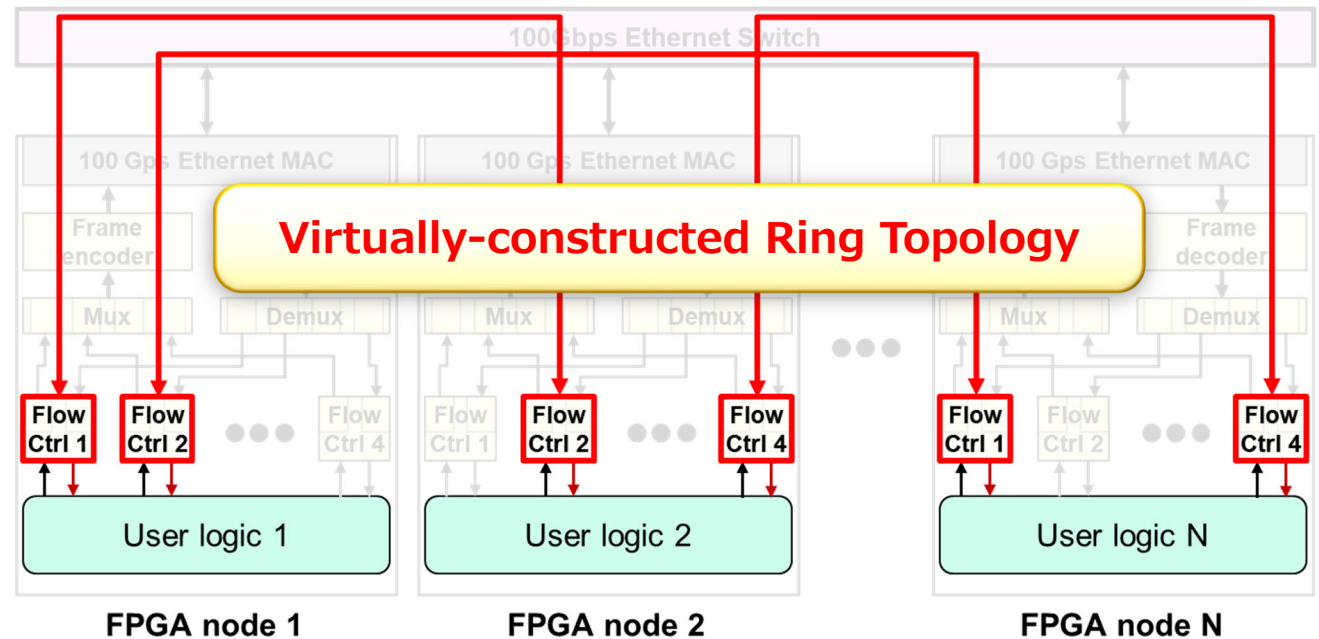 100Gbps Ethernet Switch
100 Gps Ethernet MAC
100 Gps Ethernet MAC
100 Gps Ethernet MAC
Frame
encoder
Virtually-constructed Ring Topology
Frame
decoder
Mux
Demux
Mux
Demux
Mux
Demux
Flow
Ctrl 1
Flow
Ctrl 2
Flow
Ctrl 4
Flow
Ctrl 1
Flow
Ctrl 2
Flow
Ctrl 4
Flow
Ctrl 1
Flow
Ctrl 2
Flow
Ctrl 4
User logic 1
User logic 2
User logic N
FPGA node 1
FPGA node 2
FPGA node N